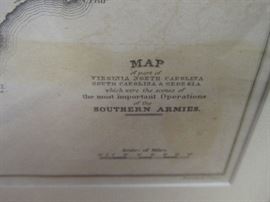 MAP
of part of
VIRGINIA NORTH CAROLINA
SOUTH CAROLINA & GEORGIA
which were the scenes of
the most important Operations
of the
SOUTHERN ARMIES.
Scale of Miles